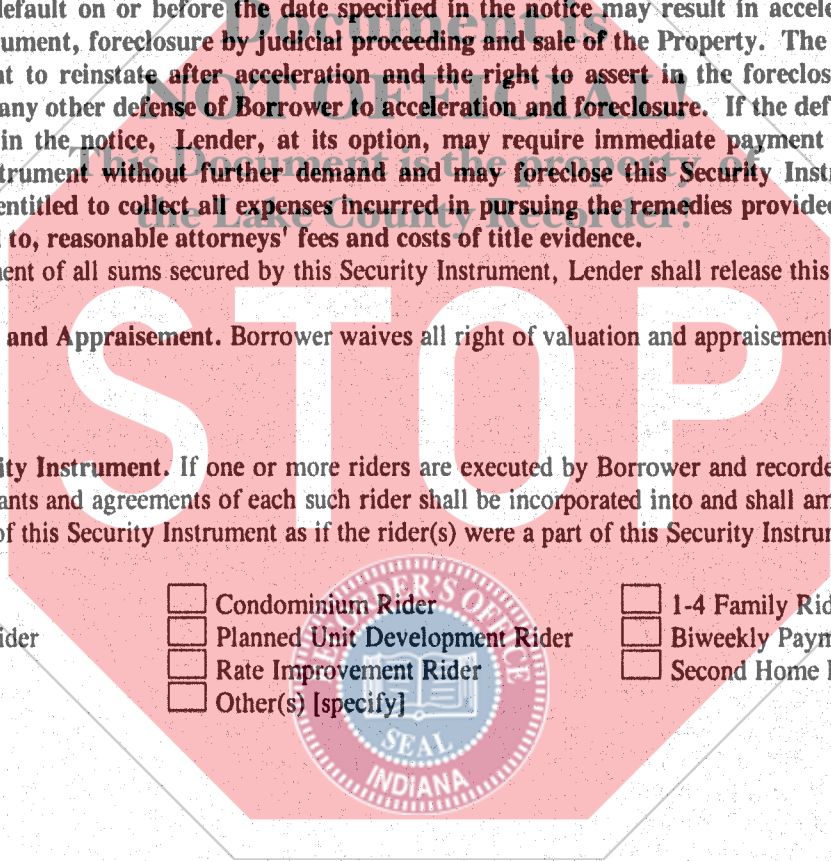 default on or before the date specified in the notice may result in accele
Document is
ument, foreclosure by judicial proceeding and sale of the Property. The
nt to reinstate after acceleration and the right to assert in the foreclos
NOT OFFICIAL!
any other defense of Borrower to acceleration and foreclosure. If the def
in the notice, Lender, at its option, may require immediate payment
This Document is the property of
trument without further demand and may foreclose this Security Instr
entitled to collect all expenses incurred in pursuing the remedies provided
the Lake County Recorder!
l to, reasonable attorneys' fees and costs of title evidence.
nent of all sums secured by this Security Instrument, Lender shall release this
and Appraisement. Borrower waives all right of valuation and appraisement
STOP
ity Instrument. If one or more riders are executed by Borrower and recorde
ants and agreements of each such rider shall be incorporated into and shall am
of this Security Instrument as if the rider(s) were a part of this Security Instrum
Condominium Rider
1-4 Family Rid
ider
Planned Unit Development Rider
Biweekly Paym
Rate Improvement Rider
Second Home
Other(s) [specify]
RECORDER'S OFFICE
SEAL
INDIANA